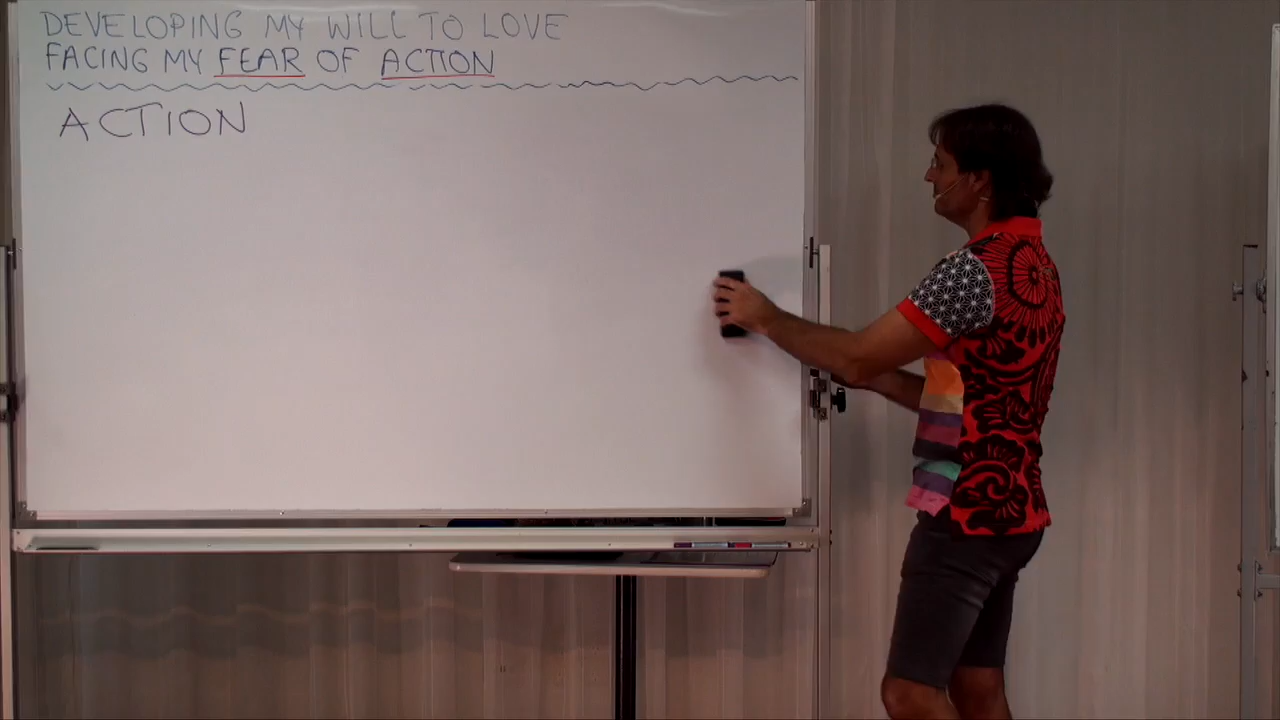 DEVELOPING MY WILL TO LOVE
FACING MY FEAR OF ACTION
ACTION